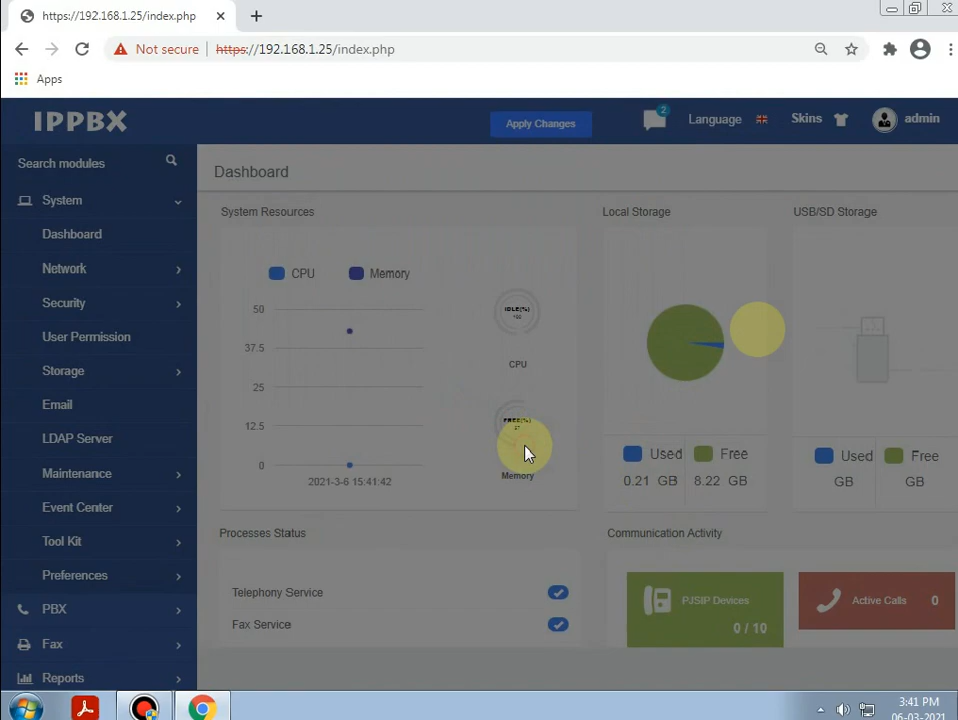 https://192.168.1.25/index.php
Not secure https://192.168.1.25/index.php
Apps
IPPBX
Apply Changes
2
Language
Skins
admin
Search modules
System
Dashboard
Network
Security
User Permission
Storage
Email
LDAP Server
Maintenance
Event Center
Tool Kit
Preferences
PBX
Fax
Reports
Dashboard
System Resources
CPU Memory
50
37.5
25
12.5
0
2021-3-6 15:41:42
IDLE(%)
CPU
FREE(%)
Memory
Local Storage
Used Free
0.21 GB 8.22 GB
USB/SD Storage
Used Free
GB GB
Processes Status
Telephony Service
Fax Service
Communication Activity
PJSIP Devices
0 / 10
Active Calls 0
3:41 PM
06-03-2021